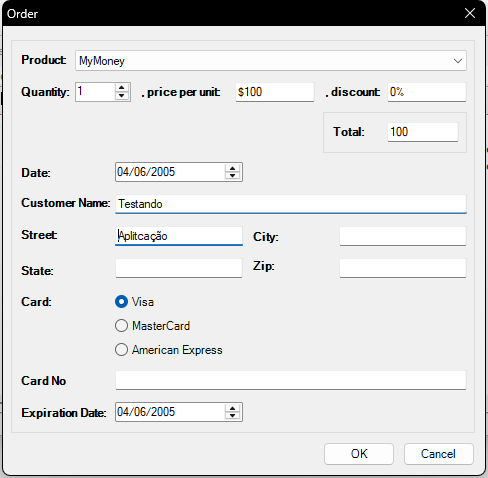 Order
Product: MyMoney
Quantity: 1 , price per unit: $100 , discount: 0%
Total: 100
Date: 04/06/2005
Customer Name: Testando
Street: Aplitcação City:
State: Zip:
Card: Visa
MasterCard
American Express
Card No
Expiration Date: 04/06/2005
OK Cancel